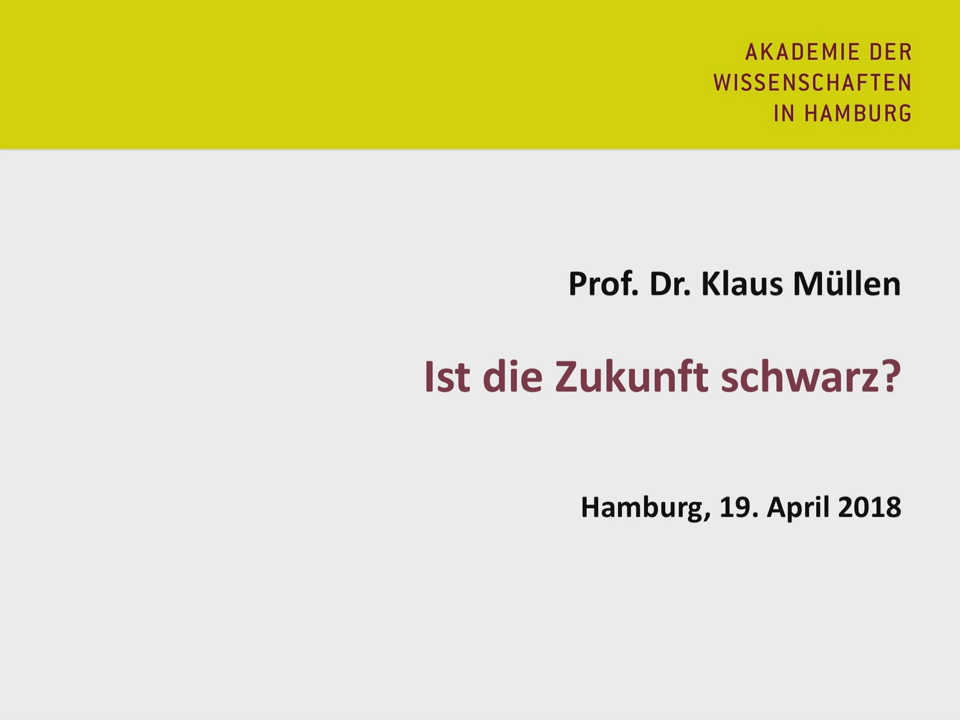 AKADEMIE DER
WISSENSCHAFTEN
IN HAMBURG
Prof. Dr. Klaus Müllen
Ist die Zukunft schwarz?
Hamburg, 19. April 2018